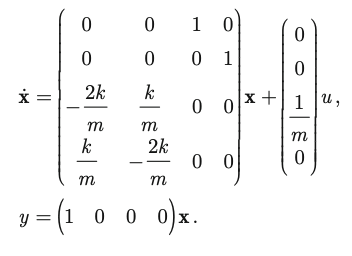 ẋ = (0 0 1 0; 0 0 0 1; −2k/m k/m 0 0; k/m −2k/m 0 0) x + (0; 0; 1/m; 0) u ,
y = (1 0 0 0) x .